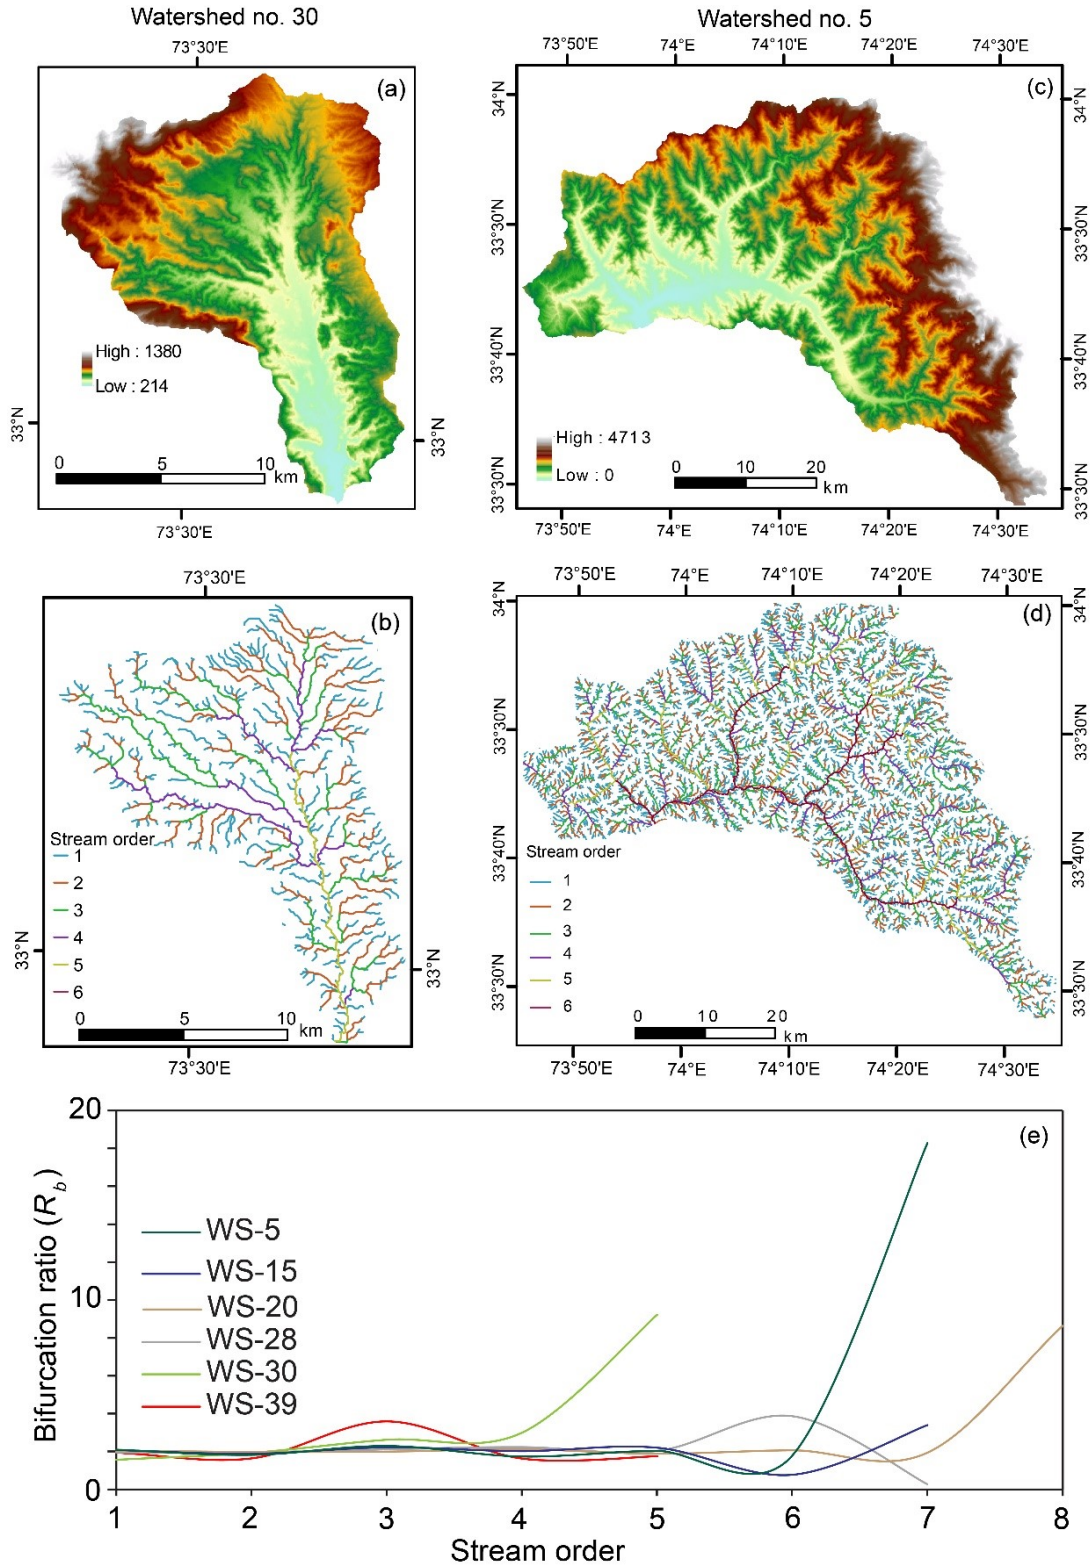 Watershed no. 30
73°30'E
(a)
High : 1380
Low : 214
33°N
33°N
0 5 10
km
73°30'E
Watershed no. 5
73°50'E 74°E 74°10'E 74°20'E 74°30'E
(c)
34°N 34°N
33°30'N 33°30'N
33°40'N 33°40'N
33°30'N 33°30'N
High : 4713
Low : 0
0 10 20
km
73°50'E 74°E 74°10'E 74°20'E 74°30'E
73°30'E
(b)
Stream order
1
2
3
4
5
6
33°N
33°N
0 5 10
km
73°30'E
73°50'E 74°E 74°10'E 74°20'E 74°30'E
(d)
34°N 34°N
33°30'N 33°30'N
33°40'N 33°40'N
33°30'N 33°30'N
Stream order
1
2
3
4
5
6
0 10 20
km
73°50'E 74°E 74°10'E 74°20'E 74°30'E
(e)
20
10
0
Bifurcation ratio (R_b)
WS-5
WS-15
WS-20
WS-28
WS-30
WS-39
1 2 3 4 5 6 7 8
Stream order